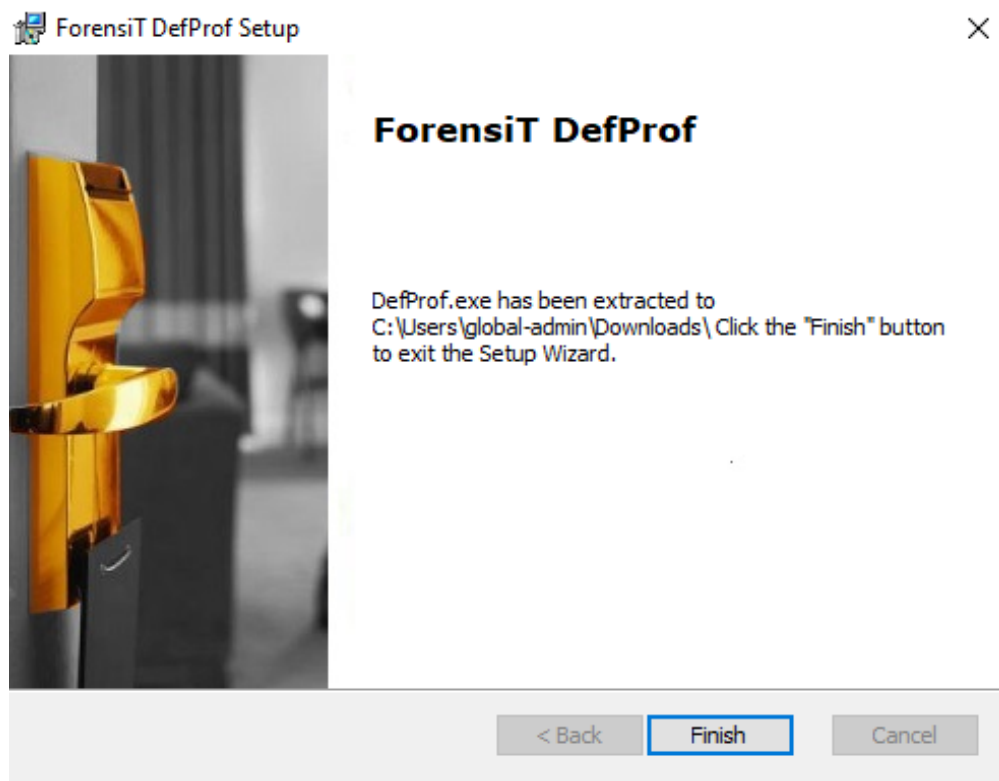 ForensiT DefProf Setup
ForensiT DefProf
DefProf.exe has been extracted to
C:\Users\global-admin\Downloads\ Click the "Finish" button
to exit the Setup Wizard.
< Back
Finish
Cancel